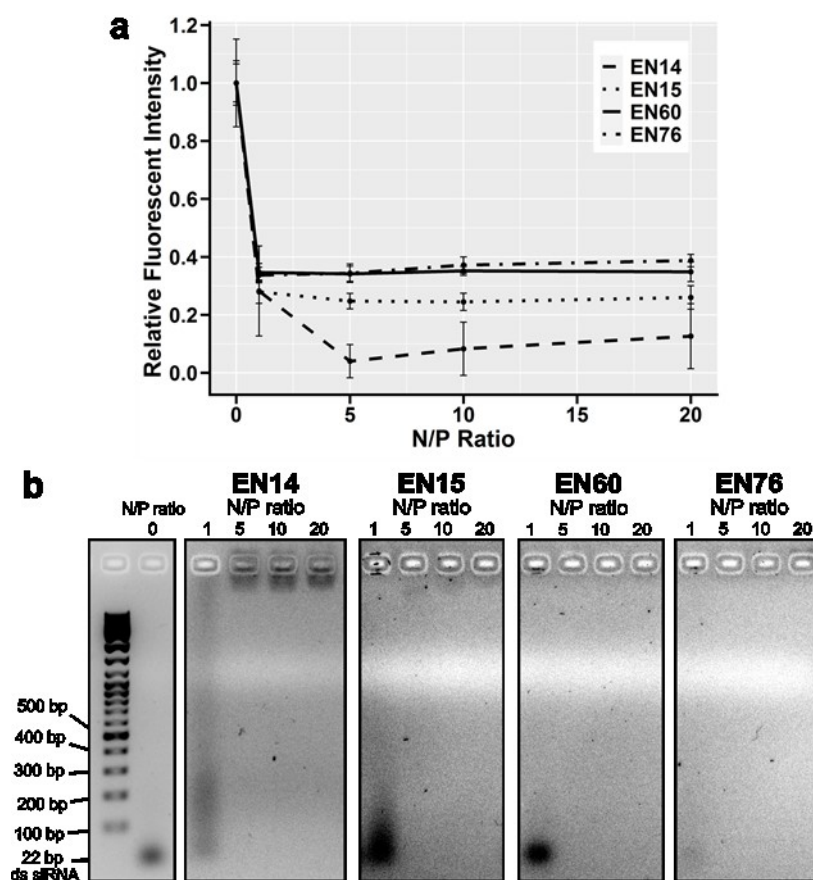 a
1.2
1.0
0.8
0.6
0.4
0.2
0.0
Relative Fluorescent Intensity
0 5 10 15 20
N/P Ratio
EN14
EN15
EN60
EN76
b
EN14 EN15 EN60 EN76
N/P ratio N/P ratio N/P ratio N/P ratio N/P ratio
0 1 5 10 20 1 5 10 20 1 5 10 20 1 5 10 20
500 bp
400 bp
300 bp
200 bp
100 bp
22 bp
ds siRNA